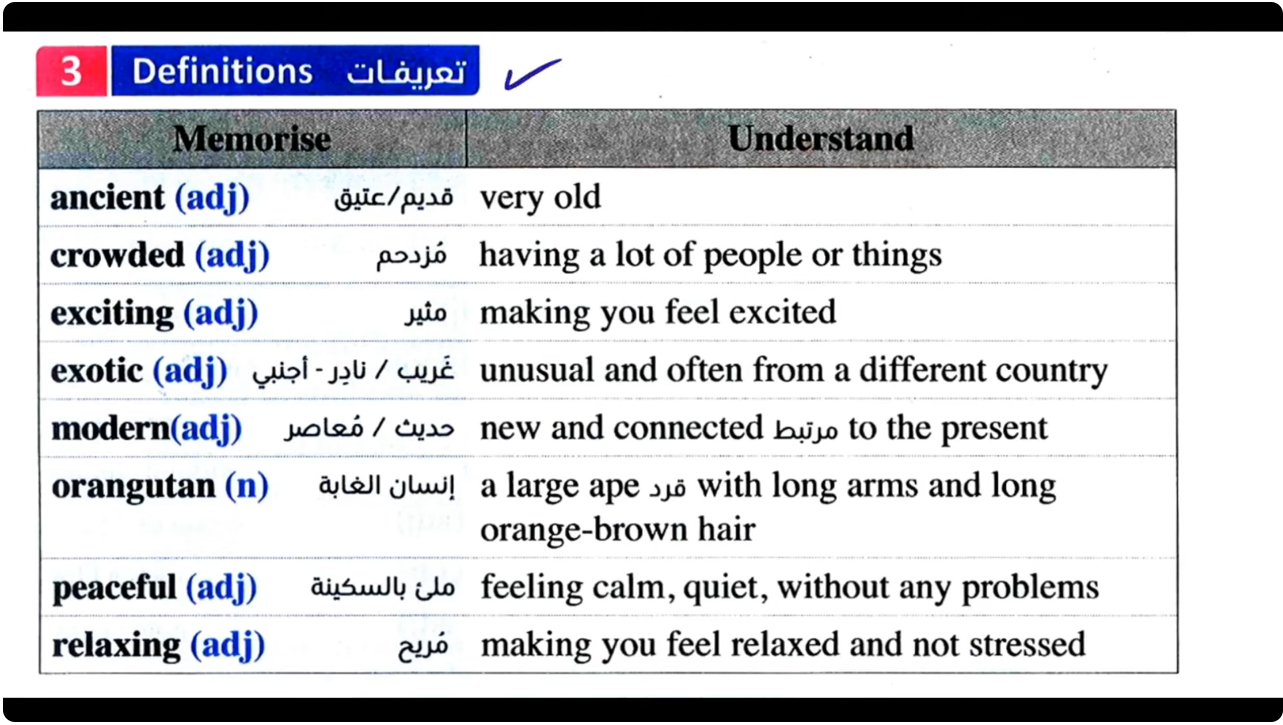 3 Definitions تعريفات
Memorise Understand
ancient (adj) قديم/عتيق very old
crowded (adj) مُزدحم having a lot of people or things
exciting (adj) مثير making you feel excited
exotic (adj) غَريب / نادِر - أجنبي unusual and often from a different country
modern(adj) حديث / مُعاصر new and connected مرتبط to the present
orangutan (n) إنسان الغابة a large ape قرد with long arms and long
orange-brown hair
peaceful (adj) ملئ بالسكينة feeling calm, quiet, without any problems
relaxing (adj) مُريح making you feel relaxed and not stressed